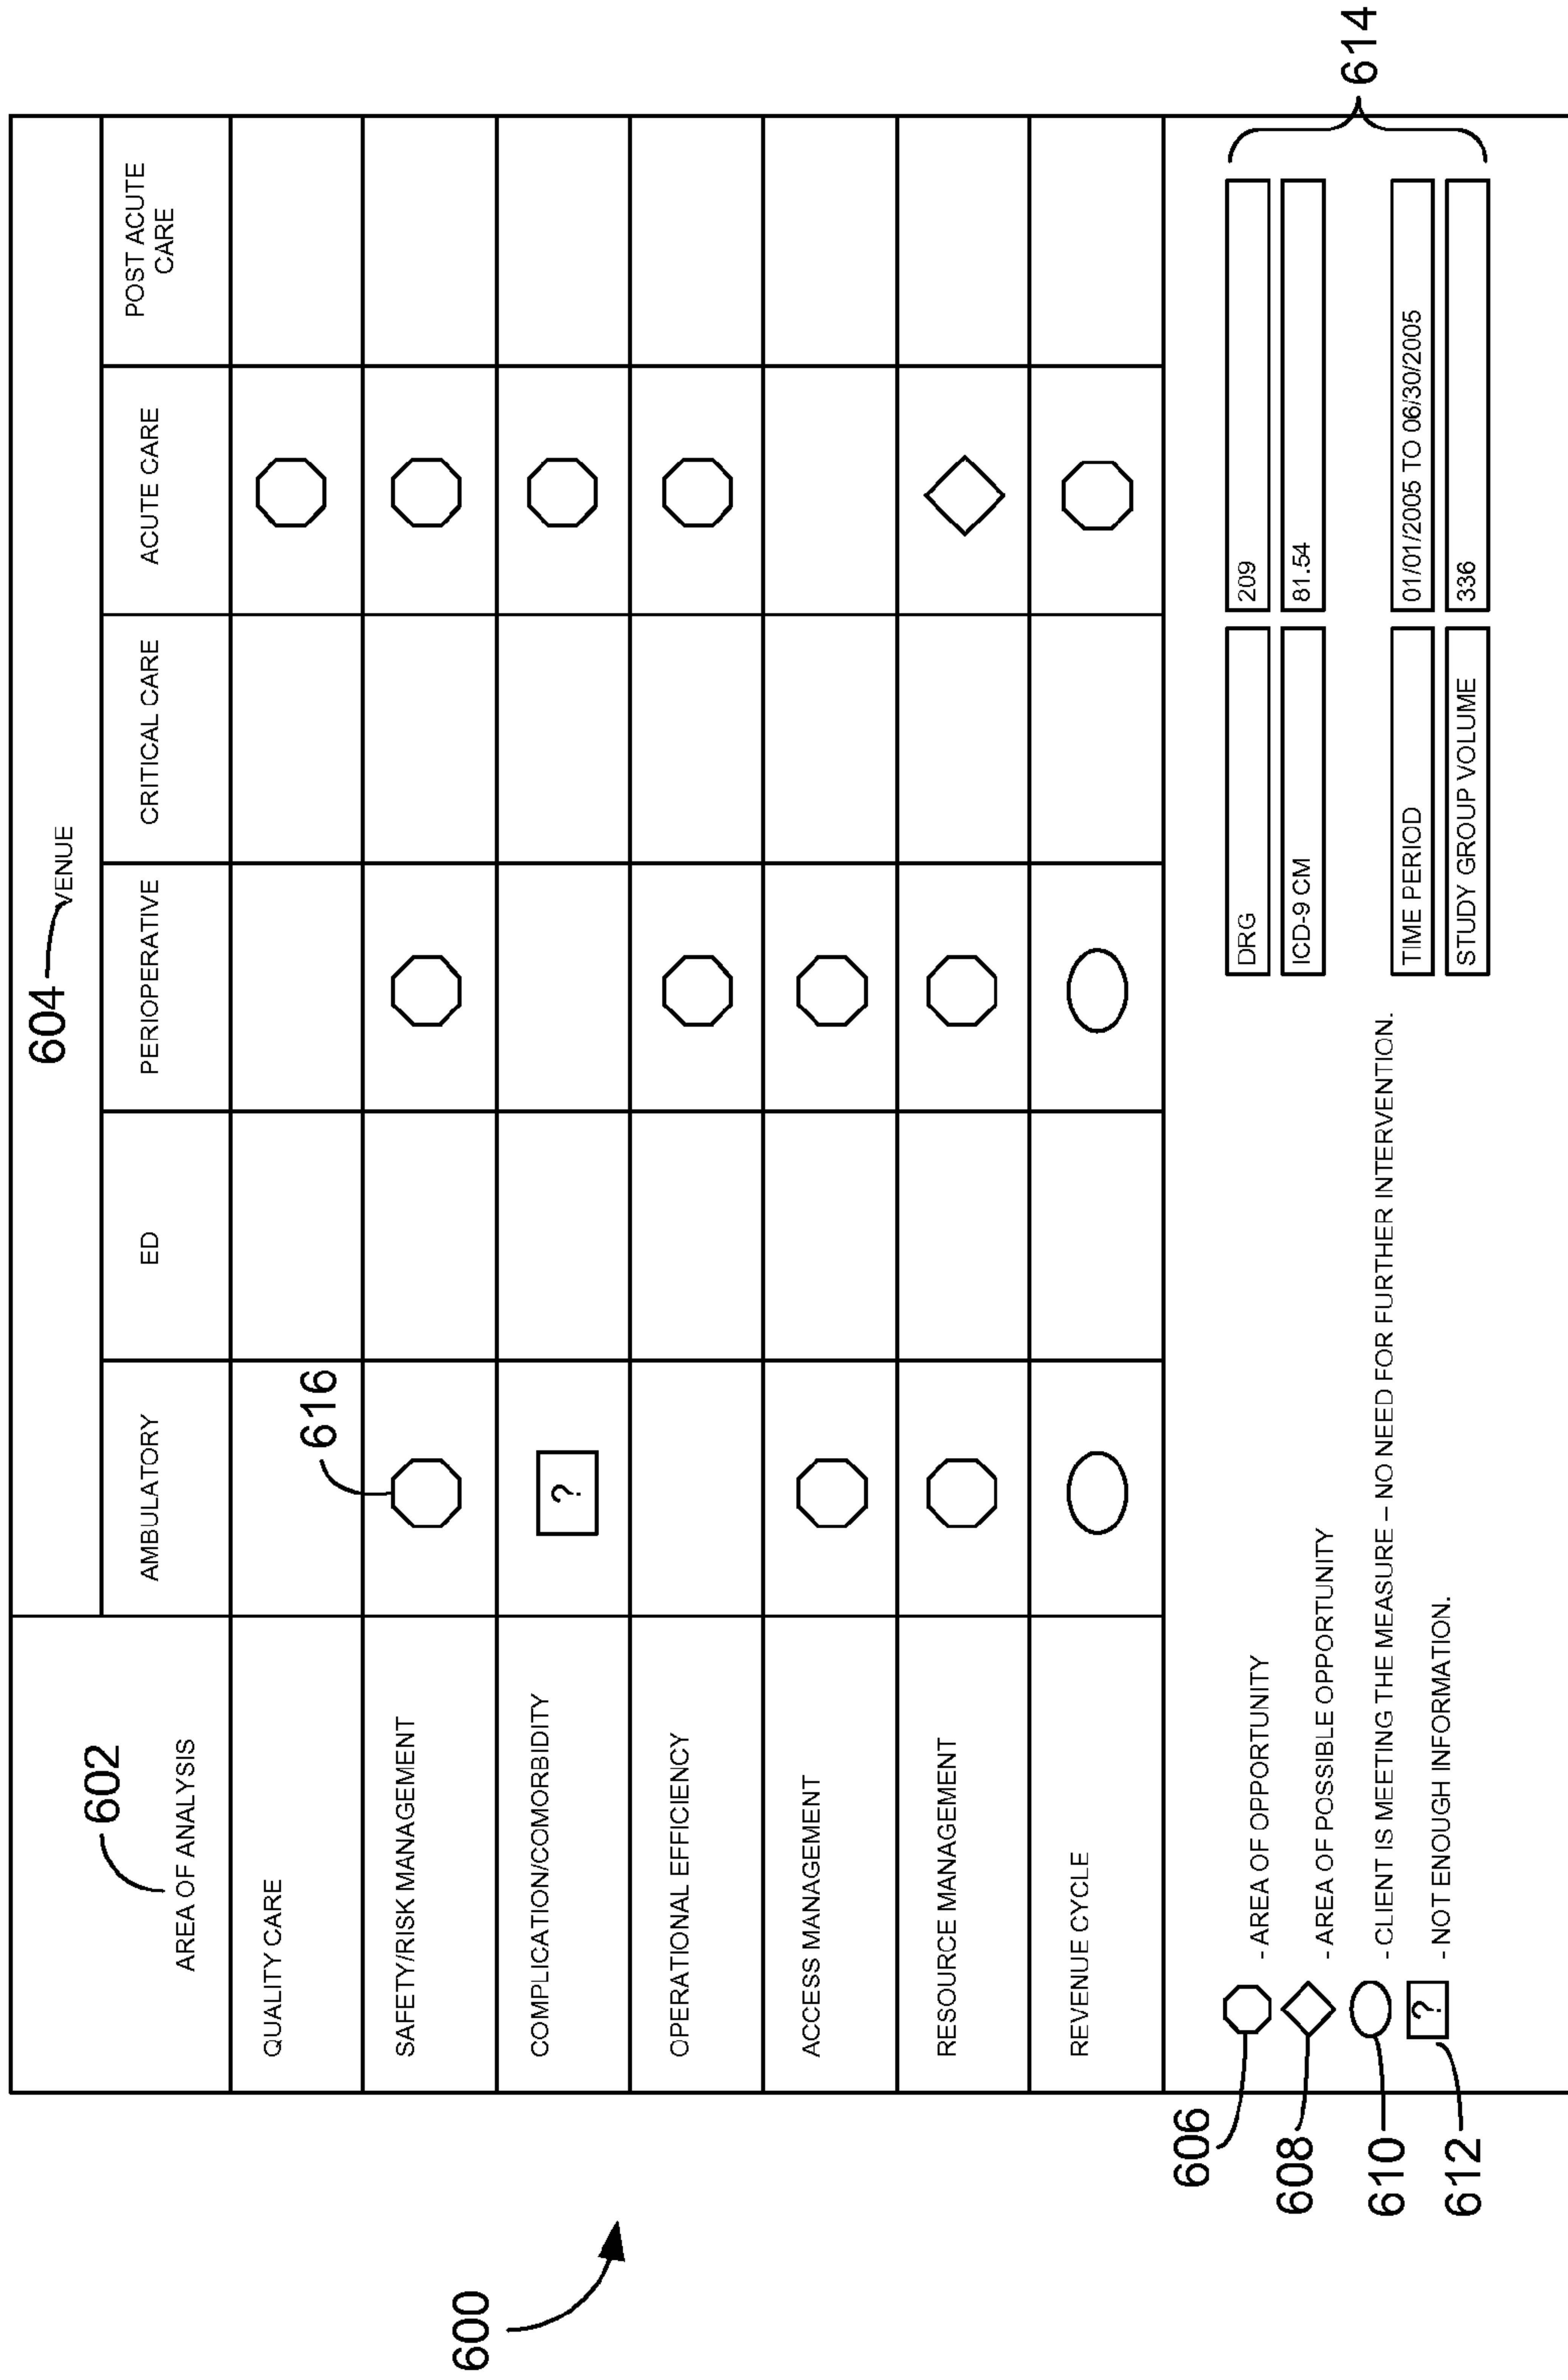 604
VENUE
602
AREA OF ANALYSIS
AMBULATORY
ED
PERIOPERATIVE
CRITICAL CARE
ACUTE CARE
POST ACUTE
CARE
QUALITY CARE
616
SAFETY/RISK MANAGEMENT
COMPLICATION/COMORBIDITY
?
OPERATIONAL EFFICIENCY
ACCESS MANAGEMENT
RESOURCE MANAGEMENT
REVENUE CYCLE
600
606
- AREA OF OPPORTUNITY
608
- AREA OF POSSIBLE OPPORTUNITY
610
- CLIENT IS MEETING THE MEASURE – NO NEED FOR FURTHER INTERVENTION.
612
?
- NOT ENOUGH INFORMATION.
DRG
209
ICD-9 CM
81.54
TIME PERIOD
01/01/2005 TO 06/30/2005
STUDY GROUP VOLUME
336
614